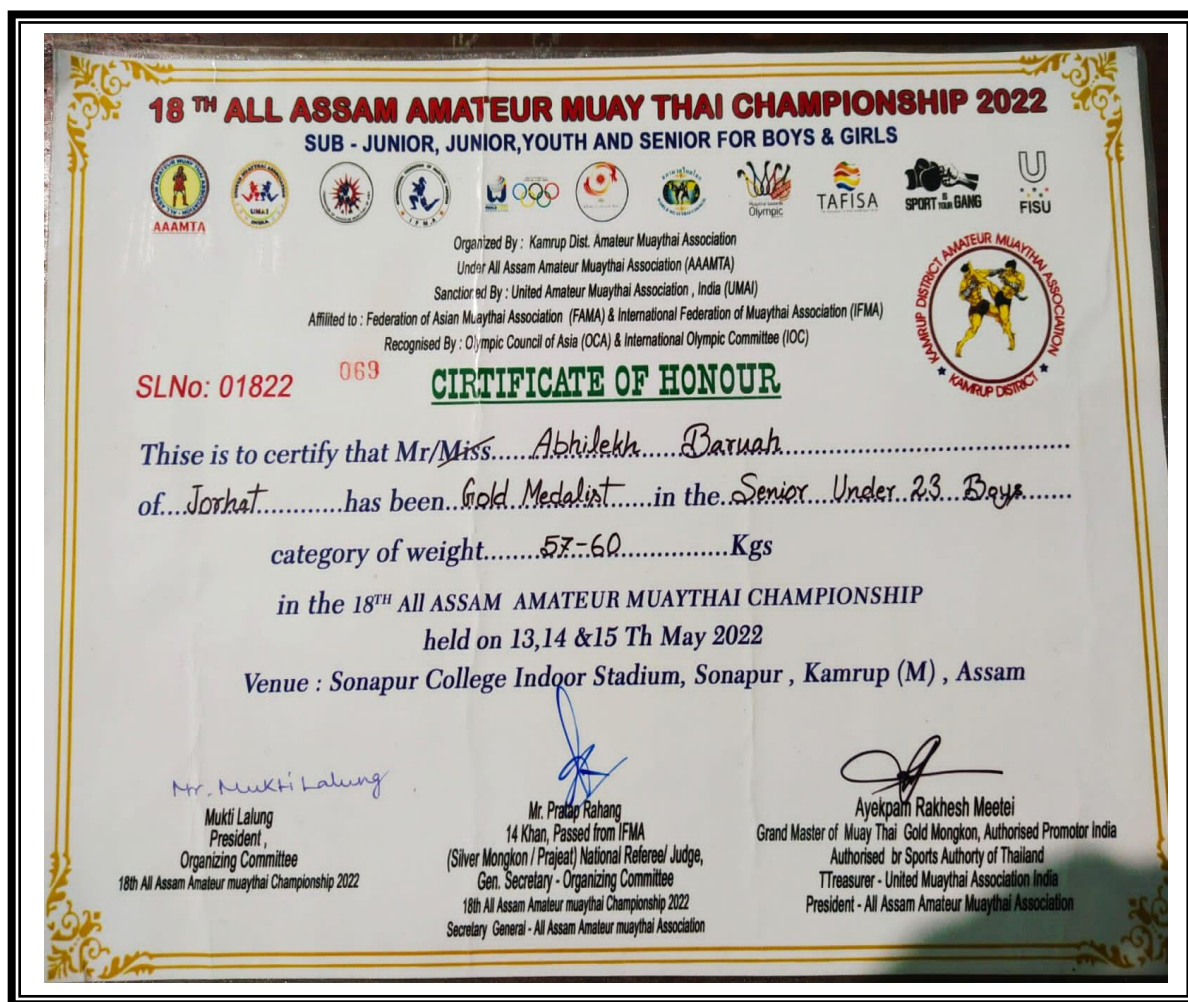 18 TH ALL ASSAM AMATEUR MUAY THAI CHAMPIONSHIP 2022
SUB - JUNIOR, JUNIOR,YOUTH AND SENIOR FOR BOYS & GIRLS
AAAMTA
UMAI
IFMA
Olympic
TAFISA
SPORT IS YOUR GANG
FISU
Organized By : Kamrup Dist. Amateur Muaythai Association
Under All Assam Amateur Muaythai Association (AAAMTA)
Sanctioned By : United Amateur Muaythai Association , India (UMAI)
Affilited to : Federation of Asian Muaythai Association (FAMA) & International Federation of Muaythai Association (IFMA)
Recognised By : Olympic Council of Asia (OCA) & International Olympic Committee (IOC)
KAMRUP DISTRICT AMATEUR MUAYTHAI ASSOCIATION
KAMRUP DISTRICT
SLNo: 01822 069
CIRTIFICATE OF HONOUR
Thise is to certify that Mr/Miss..... Abhilekh..... Baruah.....
of....Jorhat............has been..Gold Medalist.....in the..Senior Under 23 Boys.......
category of weight........57-60...............Kgs
in the 18TH All ASSAM AMATEUR MUAYTHAI CHAMPIONSHIP
held on 13,14 &15 Th May 2022
Venue : Sonapur College Indoor Stadium, Sonapur , Kamrup (M) , Assam
Mr. Mukti Lalung
Mukti Lalung
President ,
Organizing Committee
18th All Assam Amateur muaythai Championship 2022
Mr. Pratap Rahang
14 Khan, Passed from IFMA
(Silver Mongkon / Prajeat) National Referee/ Judge,
Gen. Secretary - Organizing Committee
18th All Assam Amateur muaythai Championship 2022
Secretary General - All Assam Amateur muaythai Association
Ayekpam Rakhesh Meetei
Grand Master of Muay Thai Gold Mongkon, Authorised Promotor India
Authorised br Sports Authorty of Thailand
TTreasurer - United Muaythai Association India
President - All Assam Amateur Muaythai Association